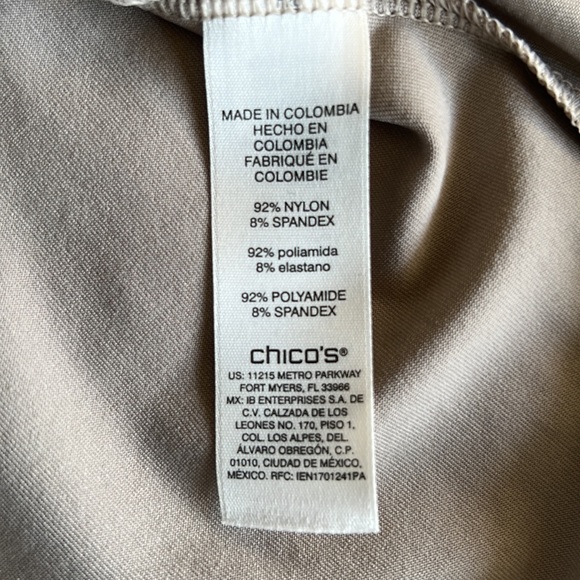 MADE IN COLOMBIA
HECHO EN
COLOMBIA
FABRIQUÉ EN
COLOMBIE
92% NYLON
8% SPANDEX
92% poliamida
8% elastano
92% POLYAMIDE
8% SPANDEX
chico's®
US: 11215 METRO PARKWAY
FORT MYERS, FL 33966
MX: IB ENTERPRISES S.A. DE
C.V. CALZADA DE LOS
LEONES NO. 170, PISO 1,
COL. LOS ALPES, DEL.
ÁLVARO OBREGÓN, C.P.
01010, CIUDAD DE MÉXICO,
MÉXICO. RFC: IEN1701241PA